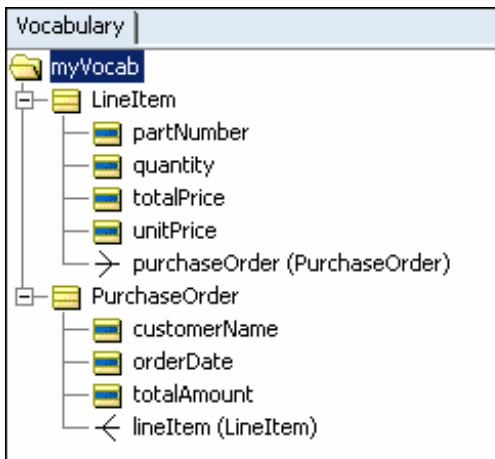 Vocabulary
myVocab
LineItem
partNumber
quantity
totalPrice
unitPrice
purchaseOrder (PurchaseOrder)
PurchaseOrder
customerName
orderDate
totalAmount
lineItem (LineItem)